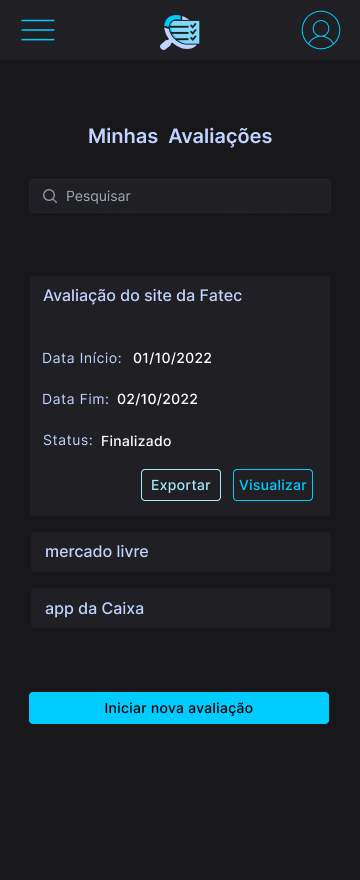 Minhas Avaliações
Pesquisar
Avaliação do site da Fatec
Data Início: 01/10/2022
Data Fim: 02/10/2022
Status: Finalizado
Exportar Visualizar
mercado livre
app da Caixa
Iniciar nova avaliação